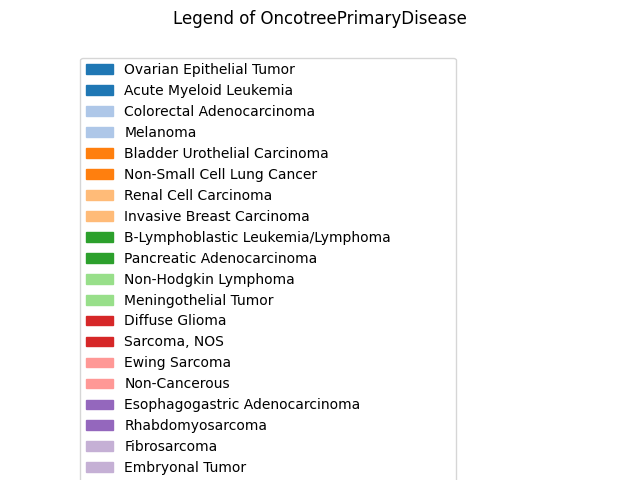 Legend of OncotreePrimaryDisease
Ovarian Epithelial Tumor
Acute Myeloid Leukemia
Colorectal Adenocarcinoma
Melanoma
Bladder Urothelial Carcinoma
Non-Small Cell Lung Cancer
Renal Cell Carcinoma
Invasive Breast Carcinoma
B-Lymphoblastic Leukemia/Lymphoma
Pancreatic Adenocarcinoma
Non-Hodgkin Lymphoma
Meningothelial Tumor
Diffuse Glioma
Sarcoma, NOS
Ewing Sarcoma
Non-Cancerous
Esophagogastric Adenocarcinoma
Rhabdomyosarcoma
Fibrosarcoma
Embryonal Tumor